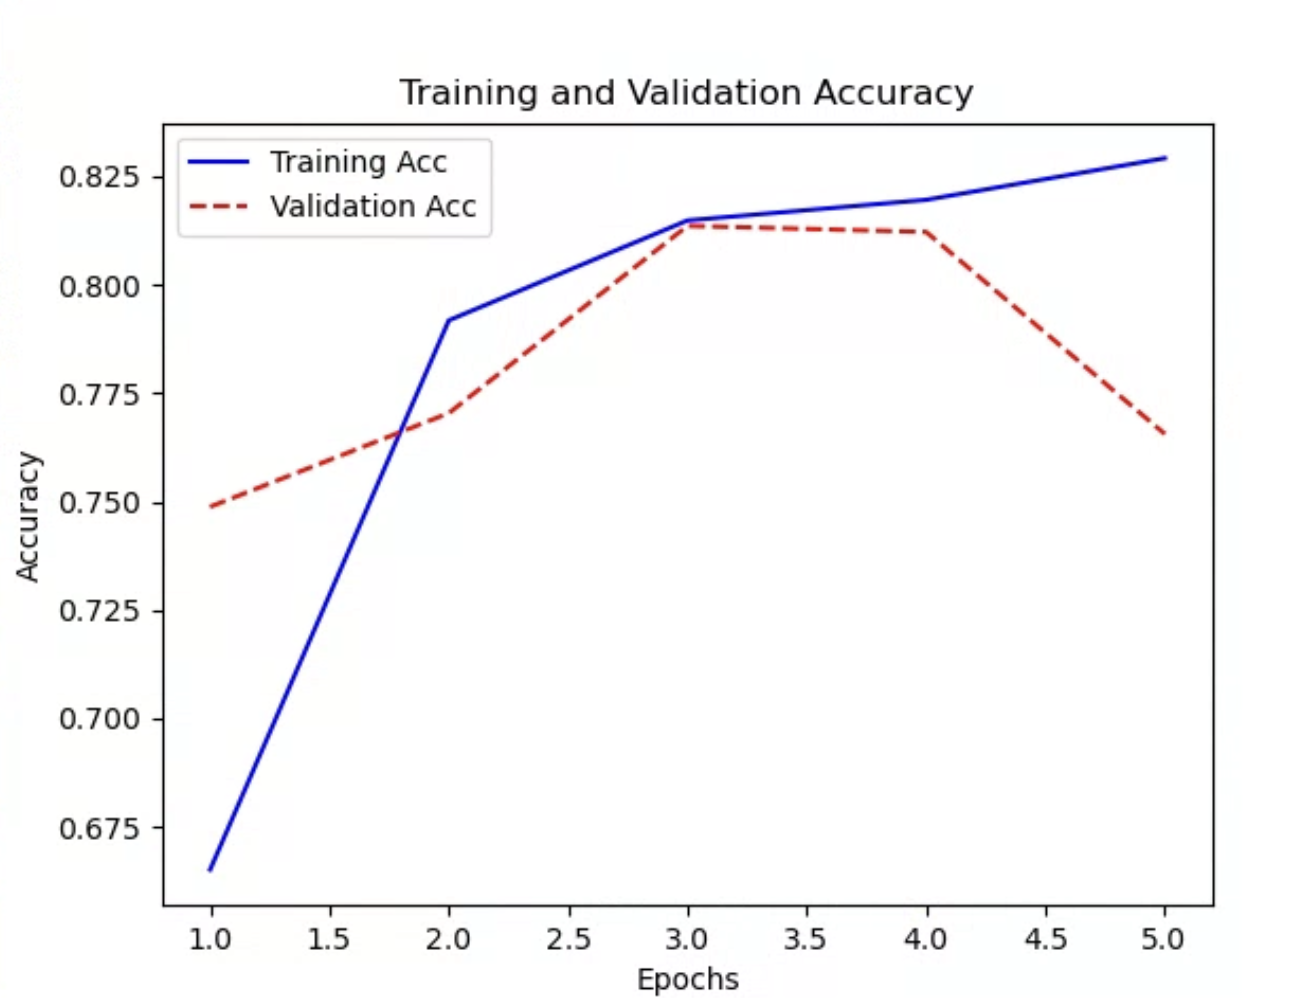 Training and Validation Accuracy
Training Acc
Validation Acc
0.825
0.800
0.775
0.750
0.725
0.700
0.675
Accuracy
1.0 1.5 2.0 2.5 3.0 3.5 4.0 4.5 5.0
Epochs